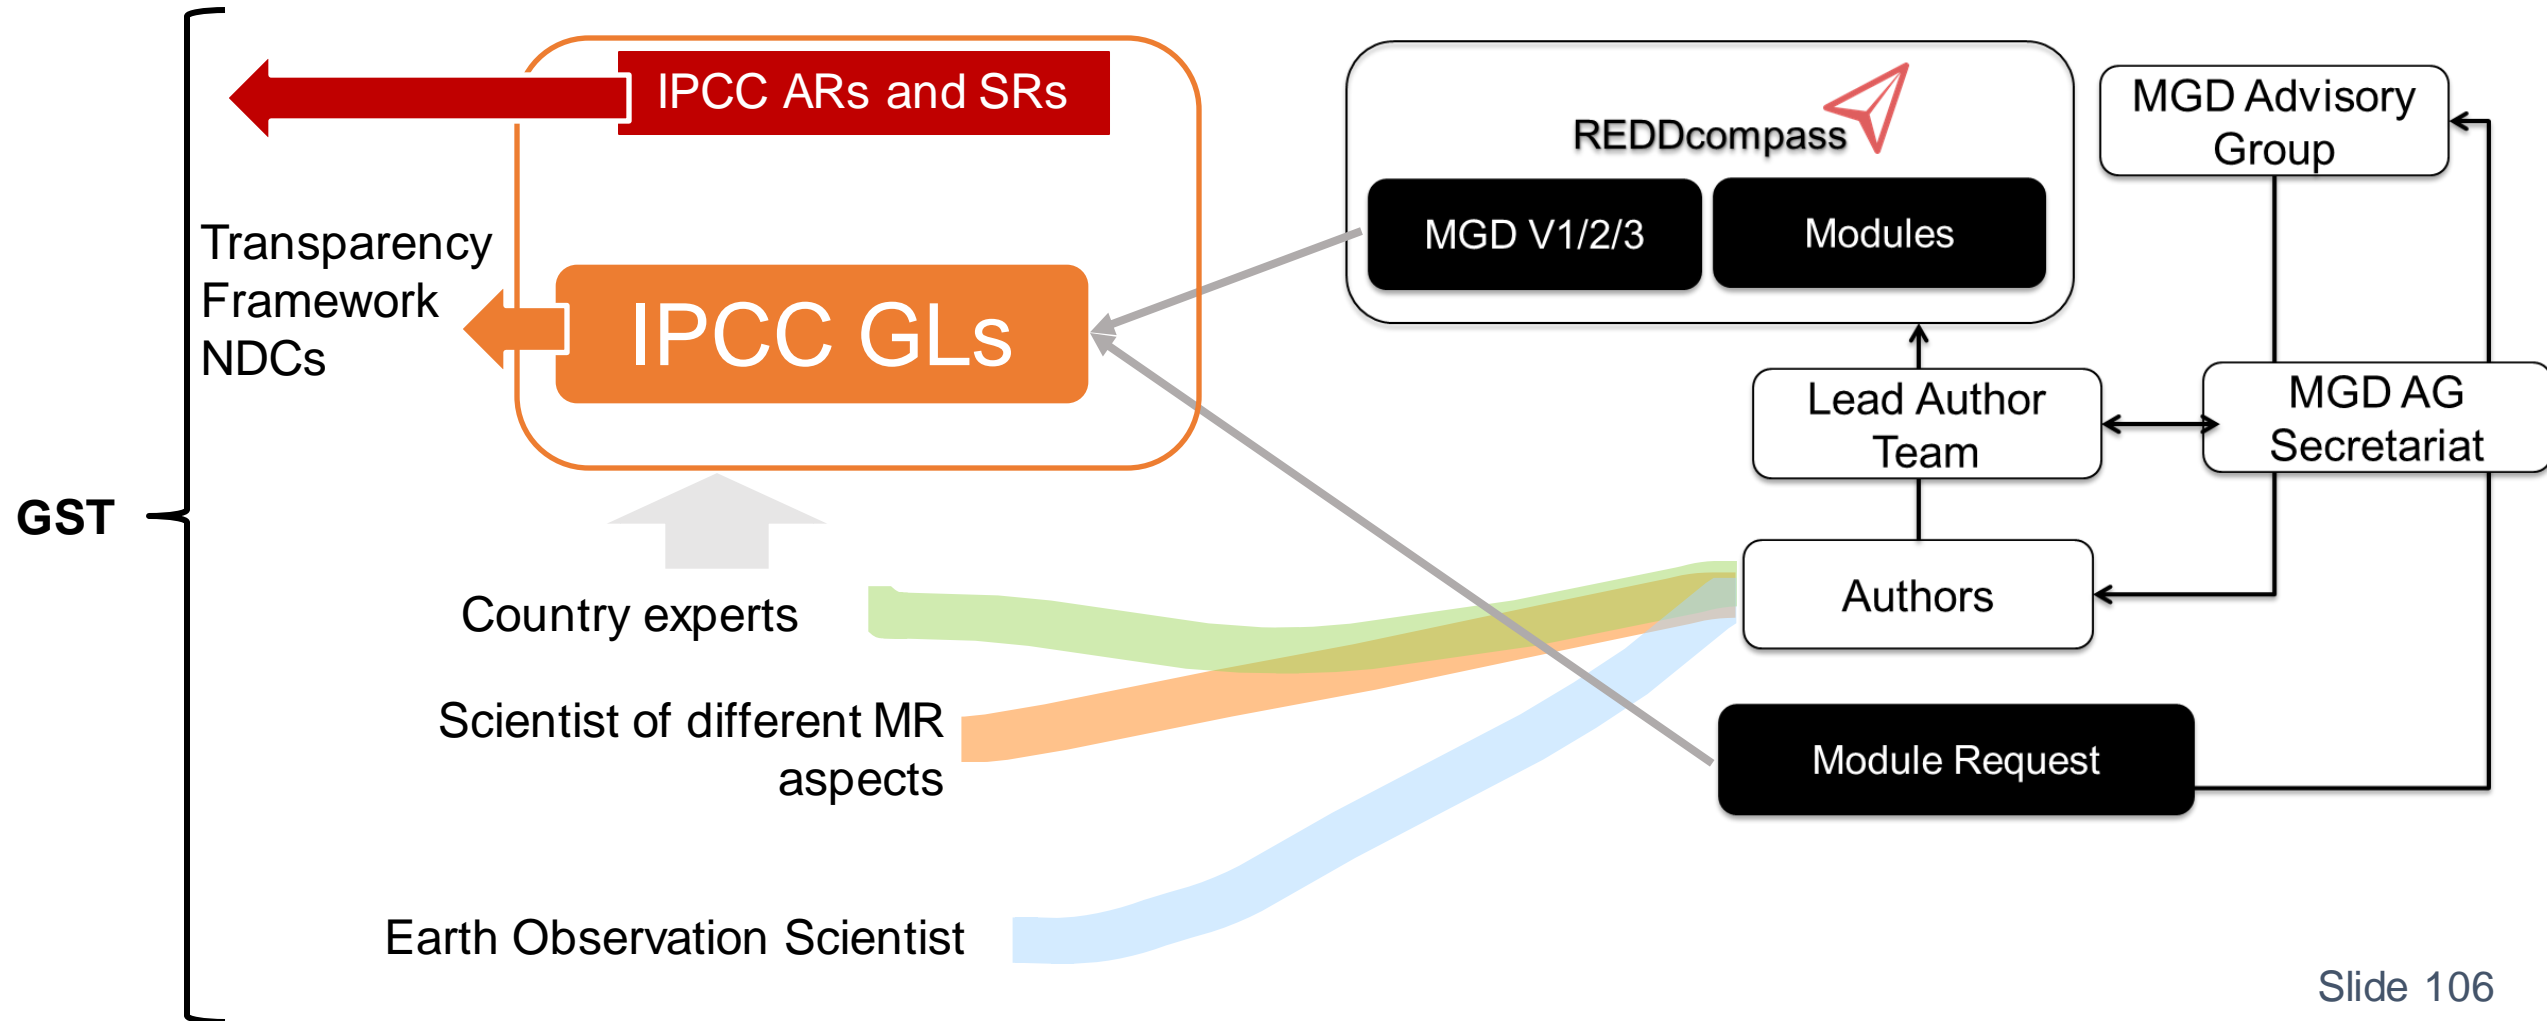 IPCC ARs and SRs
Transparency
Framework
NDCs
IPCC GLs
GST
Country experts
Scientist of different MR
aspects
Earth Observation Scientist
REDDcompass
MGD V1/2/3
Modules
MGD Advisory
Group
Lead Author
Team
MGD AG
Secretariat
Authors
Module Request
Slide 106